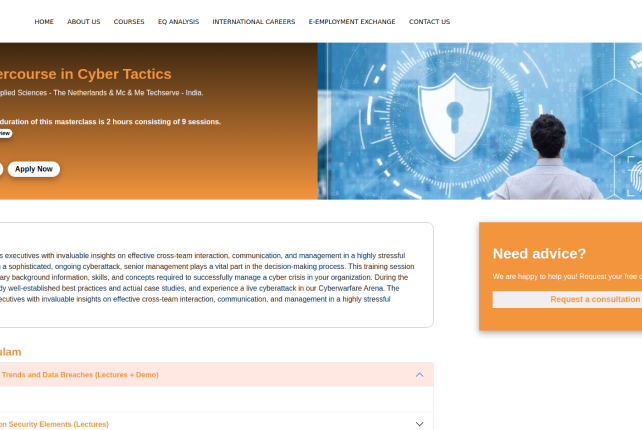 HOME ABOUT US COURSES EQ ANALYSIS INTERNATIONAL CAREERS E-EMPLOYMENT EXCHANGE CONTACT US
in Cyber Tactics
Sciences - The Netherlands & Mc & Me Techserve - India.
duration of this masterclass is 2 hours consisting of 9 sessions.
Apply Now
executives with invaluable insights on effective cross-team interaction, communication, and management in a highly stressful
a sophisticated, ongoing cyberattack, senior management plays a vital part in the decision-making process. This training session
background information, skills, and concepts required to successfully manage a cyber crisis in your organization. During the
well-established best practices and actual case studies, and experience a live cyberattack in our Cyberwarfare Arena. The
executives with invaluable insights on effective cross-team interaction, communication, and management in a highly stressful
Need advice?
We are happy to help you! Request your free
Request a consultation
Trends and Data Breaches (Lectures + Demo)
Security Elements (Lectures)